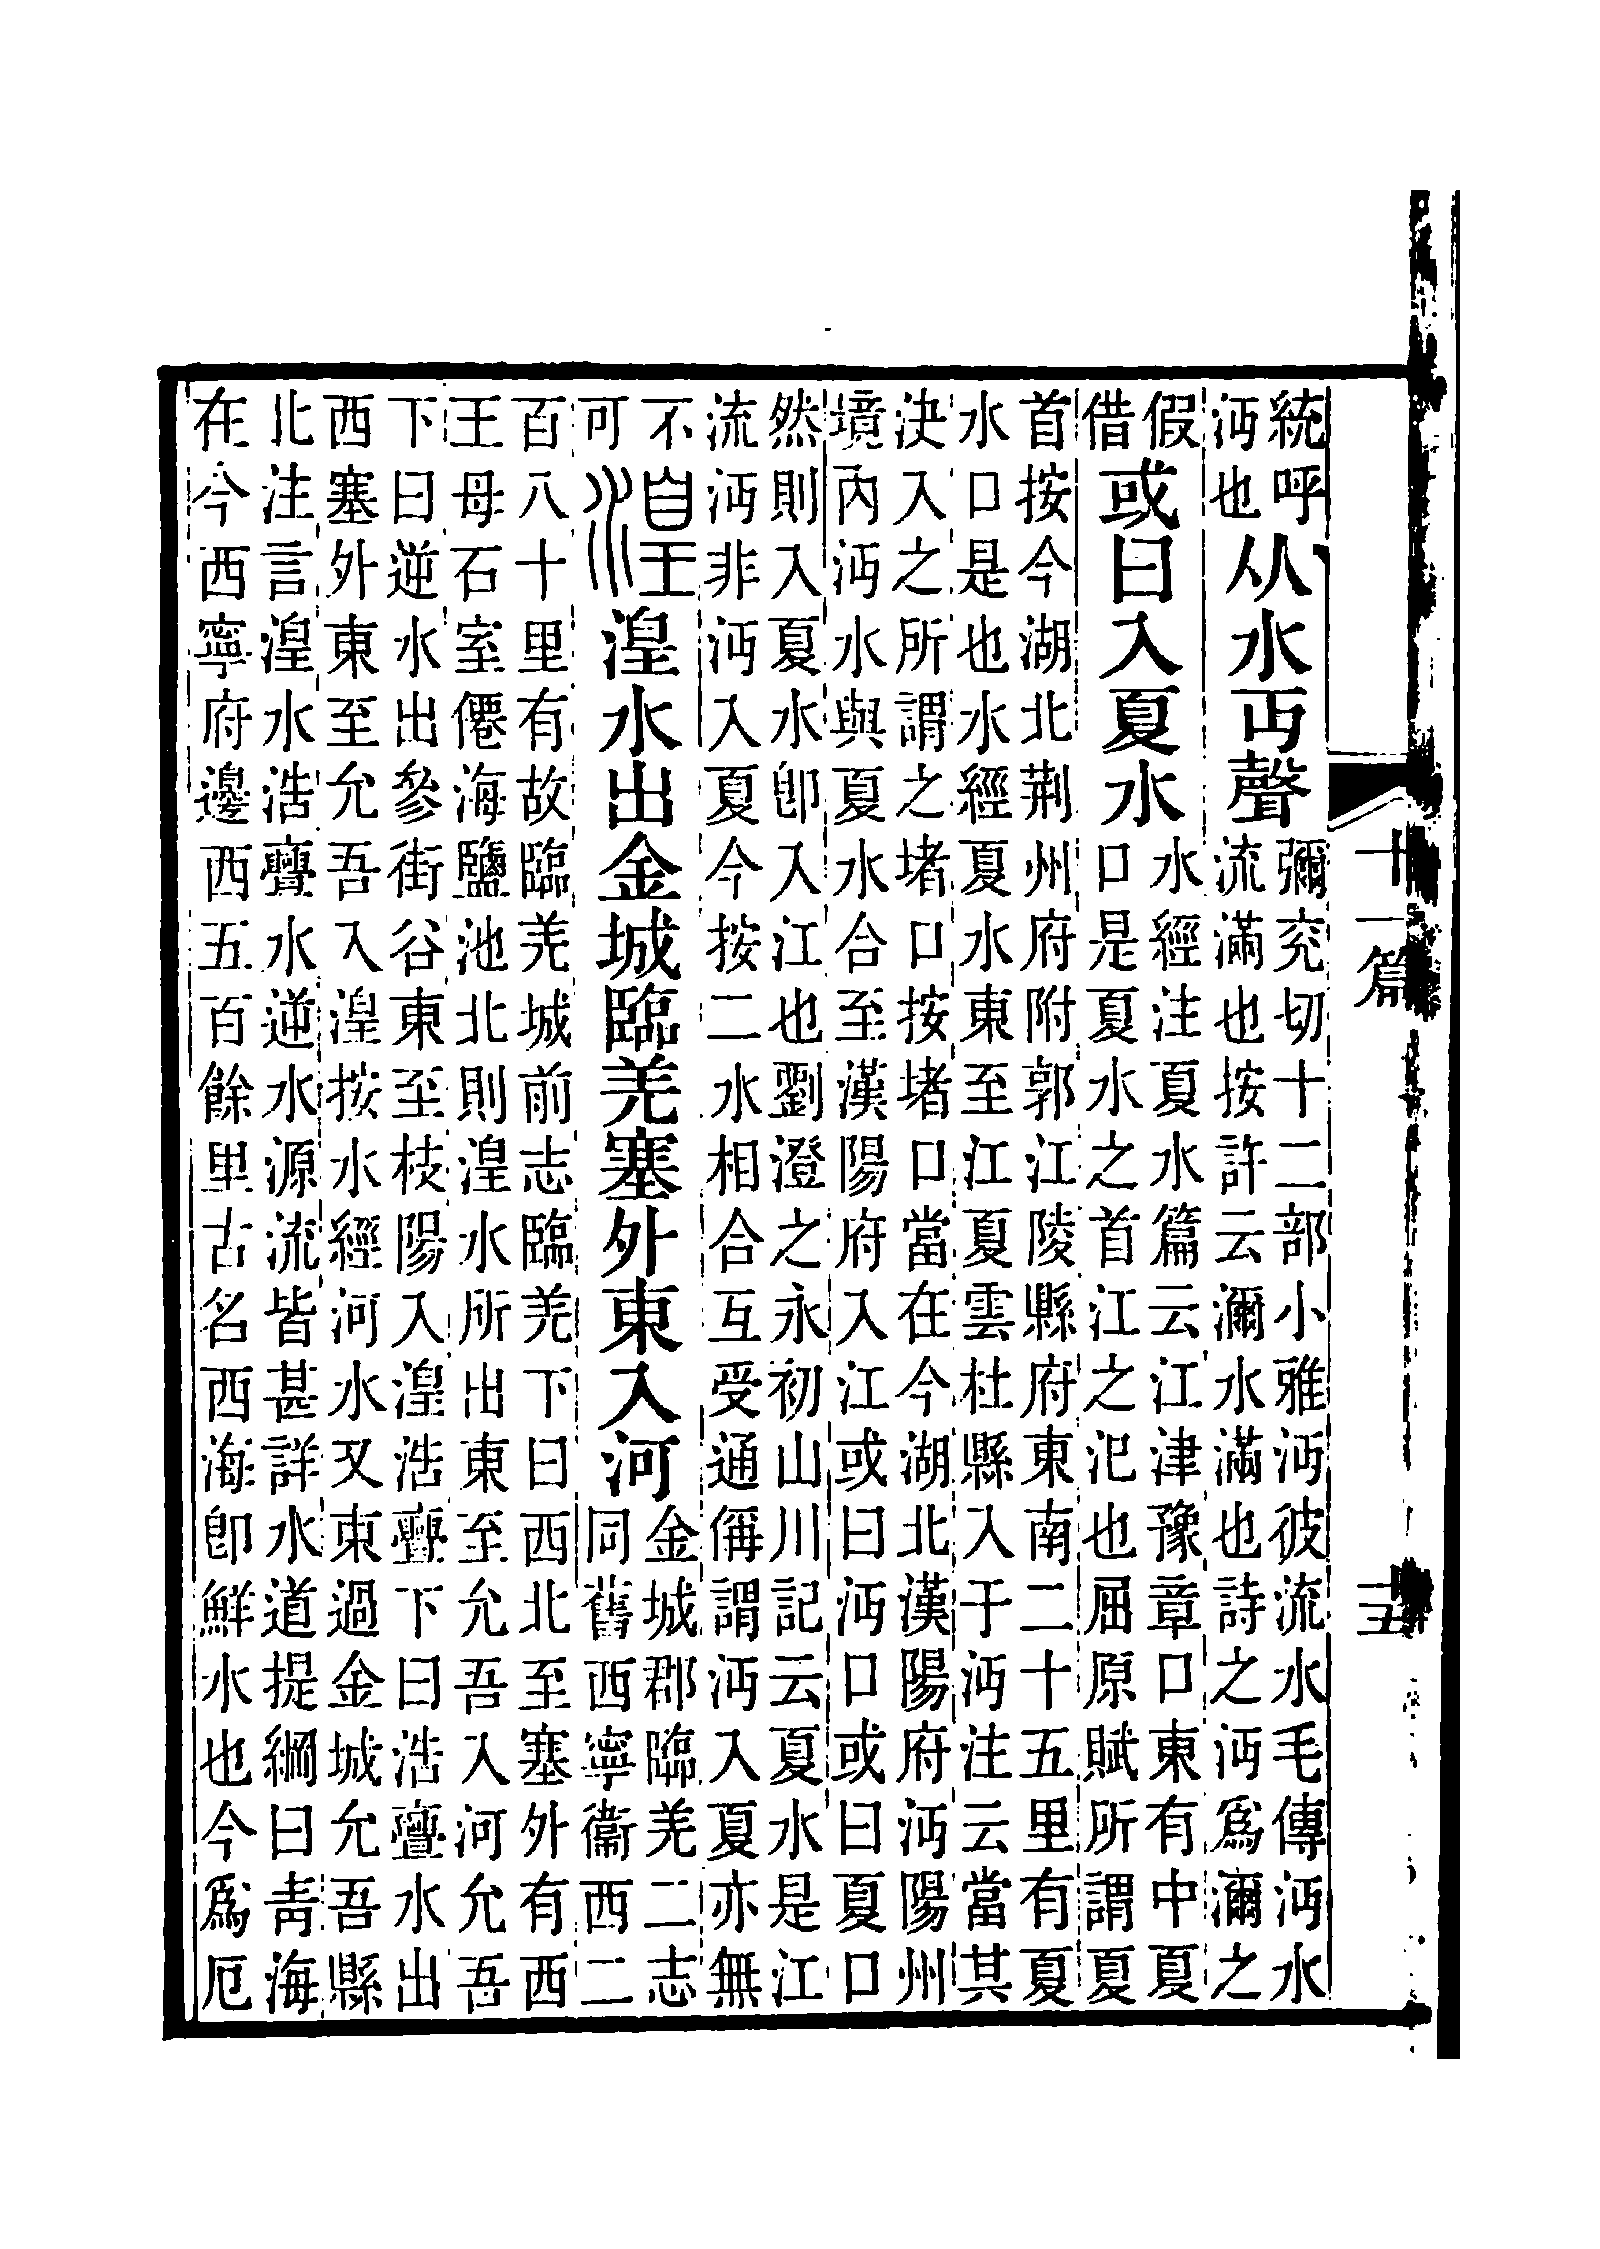 十一篇
統呼
沔也
从水丏聲
彌兖切十二部小雅沔彼流水毛傳沔水
流滿也按許云瀰水滿也詩之沔爲瀰之
假
借
或曰入夏水
水經注夏水篇云江津豫章口東有中夏
口是夏水之首江之汜也屈原賦所謂夏
首按今湖北荆州府附郭江陵縣府東南二十五里有夏
水口是也水經夏水東至江夏雲杜縣入于沔注云當其
決入之所謂之堵口按堵口當在今湖北漢陽府沔陽州
境內沔水與夏水合至漢陽府入江或曰沔口或曰夏口
然則入夏水卽入江也劉澄之永初山川記云夏水是江
流沔非沔入夏今按二水相合互受通偁謂沔入夏亦無
不
可
湟
湟水出金城臨羌塞外東入河
金城郡臨羌二志
同舊西寧衞西二
百八十里有故臨羌城前志臨羌下曰西北至塞外有西
王母石室僊海鹽池北則湟水所出東至允吾入河允吾
下曰逆水出參街谷東至枝陽入湟浩亹下曰浩亹水出
西塞外東至允吾入湟按水經河水又東過金城允吾縣
北注言湟水浩亹水逆水源流皆甚詳水道提綱曰靑海
在今西寧府邊西五百餘里古名西海卽鮮水也今爲厄